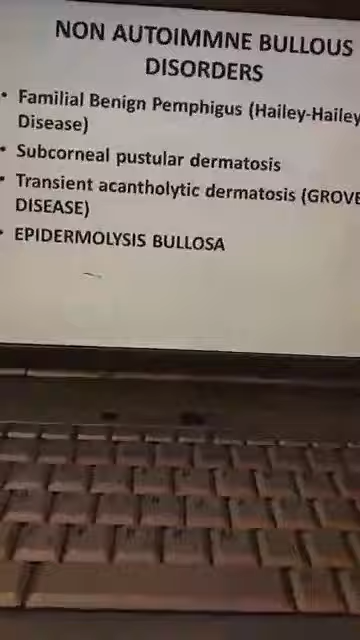 NON AUTOIMMNE BULLOUS
DISORDERS
• Familial Benign Pemphigus (Hailey-Hailey
Disease)
• Subcorneal pustular dermatosis
• Transient acantholytic dermatosis (GROVE
DISEASE)
• EPIDERMOLYSIS BULLOSA